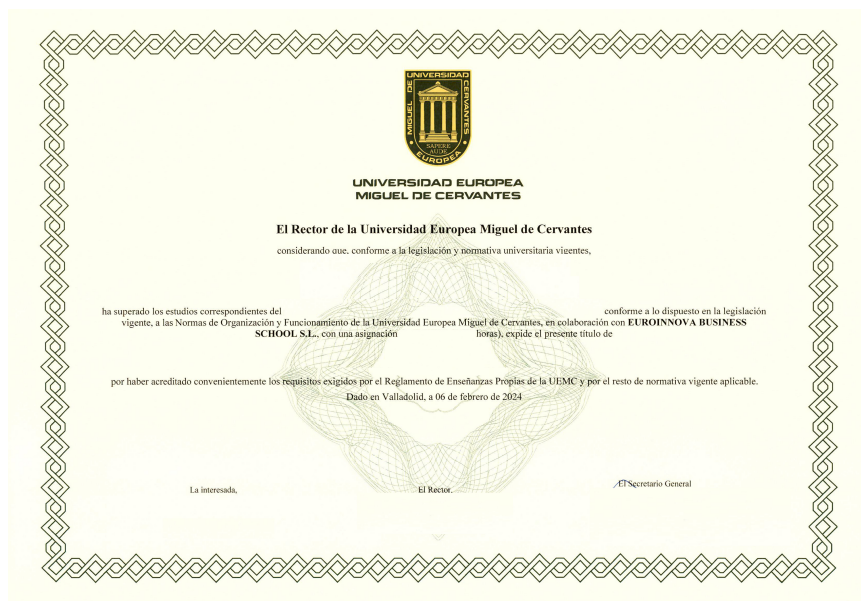 UNIVERSIDAD
MIGUEL DE
CERVANTES
SAPERE
AUDE
EUROPEA
UNIVERSIDAD EUROPEA
MIGUEL DE CERVANTES
El Rector de la Universidad Europea Miguel de Cervantes
considerando que, conforme a la legislación y normativa universitaria vigentes,
ha superado los estudios correspondientes del conforme a lo dispuesto en la legislación
vigente, a las Normas de Organización y Funcionamiento de la Universidad Europea Miguel de Cervantes, en colaboración con EUROINNOVA BUSINESS
SCHOOL S.L., con una asignación horas), expide el presente título de
por haber acreditado convenientemente los requisitos exigidos por el Reglamento de Enseñanzas Propias de la UEMC y por el resto de normativa vigente aplicable.
Dado en Valladolid, a 06 de febrero de 2024
La interesada,
El Rector,
El Secretario General